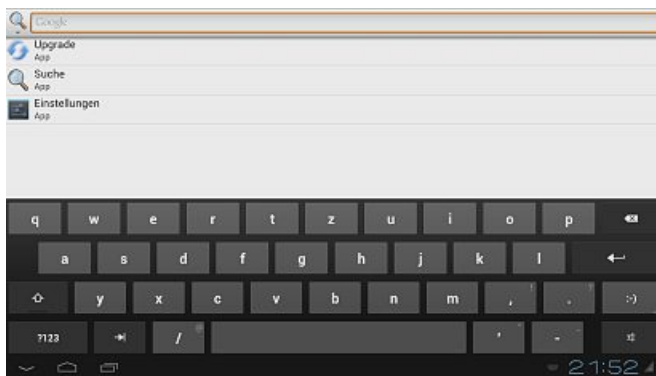 Google
Upgrade
App
Suche
App
Einstellungen
App
q w e r t z u i o p
a s d f g h j k l
y x c v b n m , ! . ? :-)
?123 / @ ' " - _
21:52